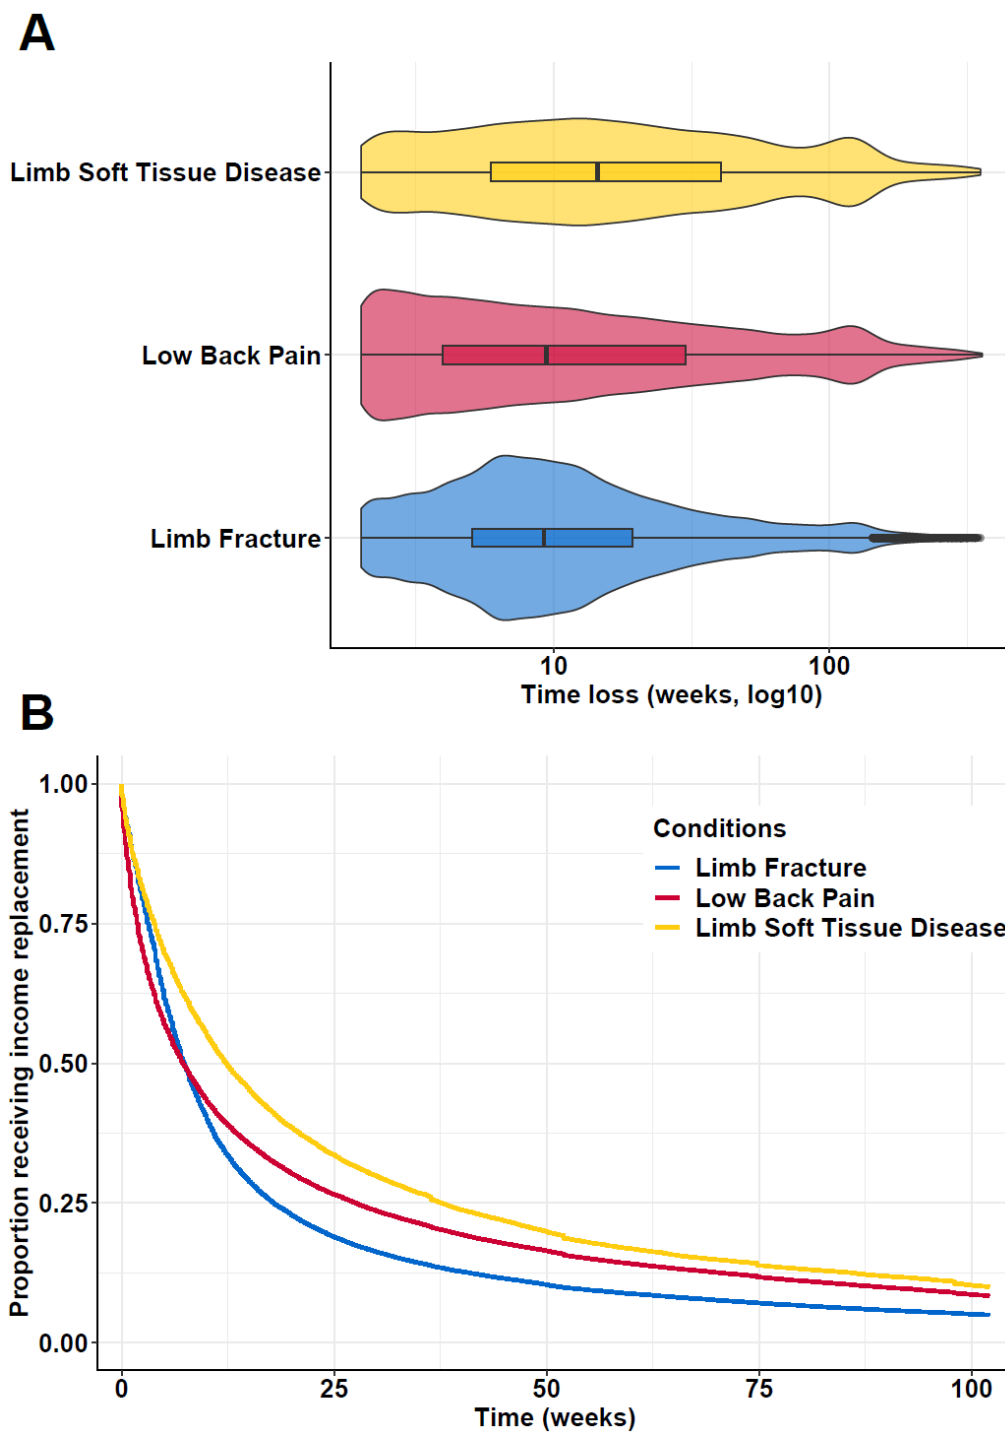 A
Limb Soft Tissue Disease
Low Back Pain
Limb Fracture
10 100
Time loss (weeks, log10)
B
1.00
0.75
0.50
0.25
0.00
Proportion receiving income replacement
Conditions
Limb Fracture
Low Back Pain
Limb Soft Tissue Disease
0 25 50 75 100
Time (weeks)